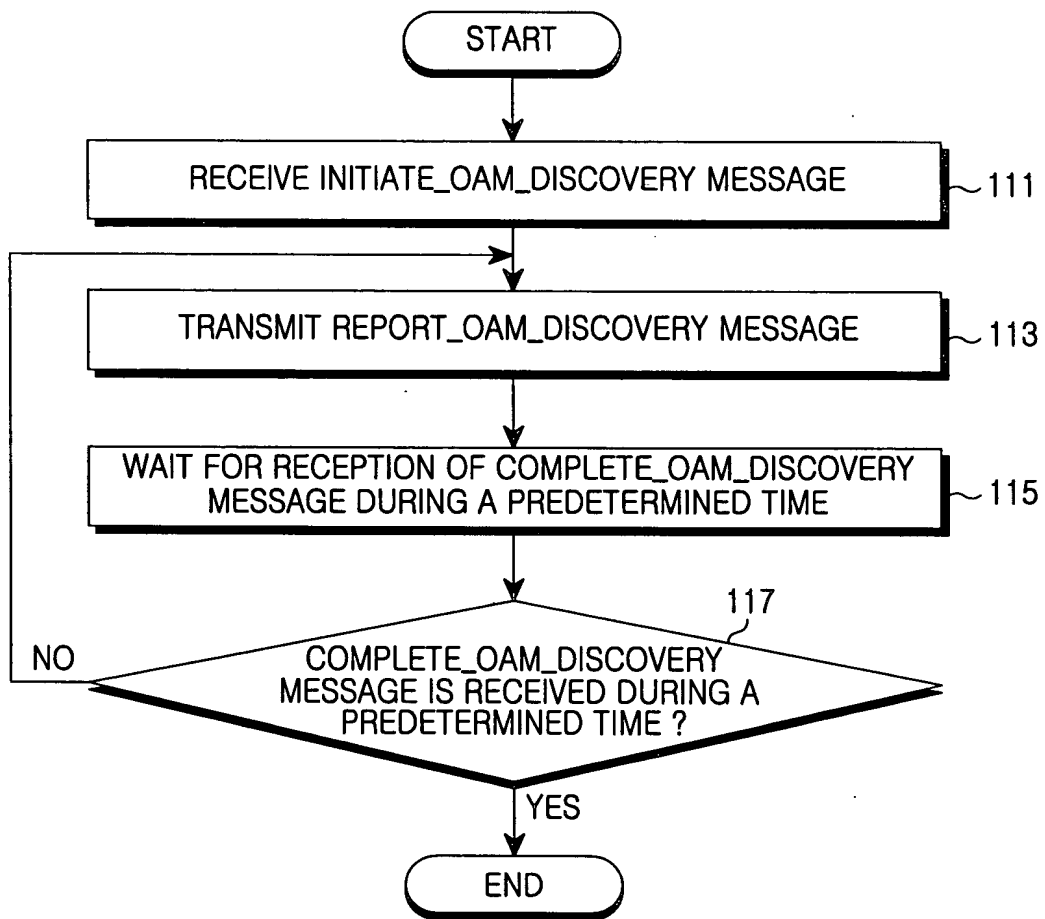 START
RECEIVE INITIATE_OAM_DISCOVERY MESSAGE
111
TRANSMIT REPORT_OAM_DISCOVERY MESSAGE
113
WAIT FOR RECEPTION OF COMPLETE_OAM_DISCOVERY
MESSAGE DURING A PREDETERMINED TIME
115
117
NO
COMPLETE_OAM_DISCOVERY
MESSAGE IS RECEIVED DURING A
PREDETERMINED TIME ?
YES
END